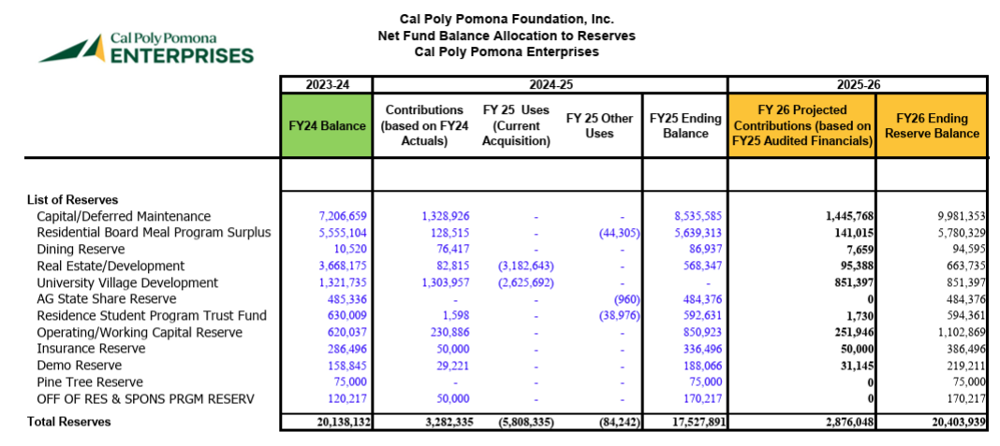 Cal Poly Pomona Foundation, Inc.
Net Fund Balance Allocation to Reserves
Cal Poly Pomona Enterprises
Cal Poly Pomona
ENTERPRISES
2023-24 2024-25 2025-26
FY24 Balance Contributions (based on FY24 Actuals) FY 25 Uses (Current Acquisition) FY 25 Other Uses FY25 Ending Balance FY 26 Projected Contributions (based on FY25 Audited Financials) FY26 Ending Reserve Balance
List of Reserves
Capital/Deferred Maintenance 7,206,659 1,328,926 - - 8,535,585 1,445,768 9,981,353
Residential Board Meal Program Surplus 5,555,104 128,515 - (44,305) 5,639,313 141,015 5,780,329
Dining Reserve 10,520 76,417 - - 86,937 7,659 94,595
Real Estate/Development 3,668,175 82,815 (3,182,643) - 568,347 95,388 663,735
University Village Development 1,321,735 1,303,957 (2,625,692) - - 851,397 851,397
AG State Share Reserve 485,336 - - (960) 484,376 0 484,376
Residence Student Program Trust Fund 630,009 1,598 - (38,976) 592,631 1,730 594,361
Operating/Working Capital Reserve 620,037 230,886 - - 850,923 251,946 1,102,869
Insurance Reserve 286,496 50,000 - - 336,496 50,000 386,496
Demo Reserve 158,845 29,221 - - 188,066 31,145 219,211
Pine Tree Reserve 75,000 - - - 75,000 0 75,000
OFF OF RES & SPONS PRGM RESERV 120,217 50,000 - - 170,217 0 170,217
Total Reserves 20,138,132 3,282,335 (5,808,335) (84,242) 17,527,891 2,876,048 20,403,939